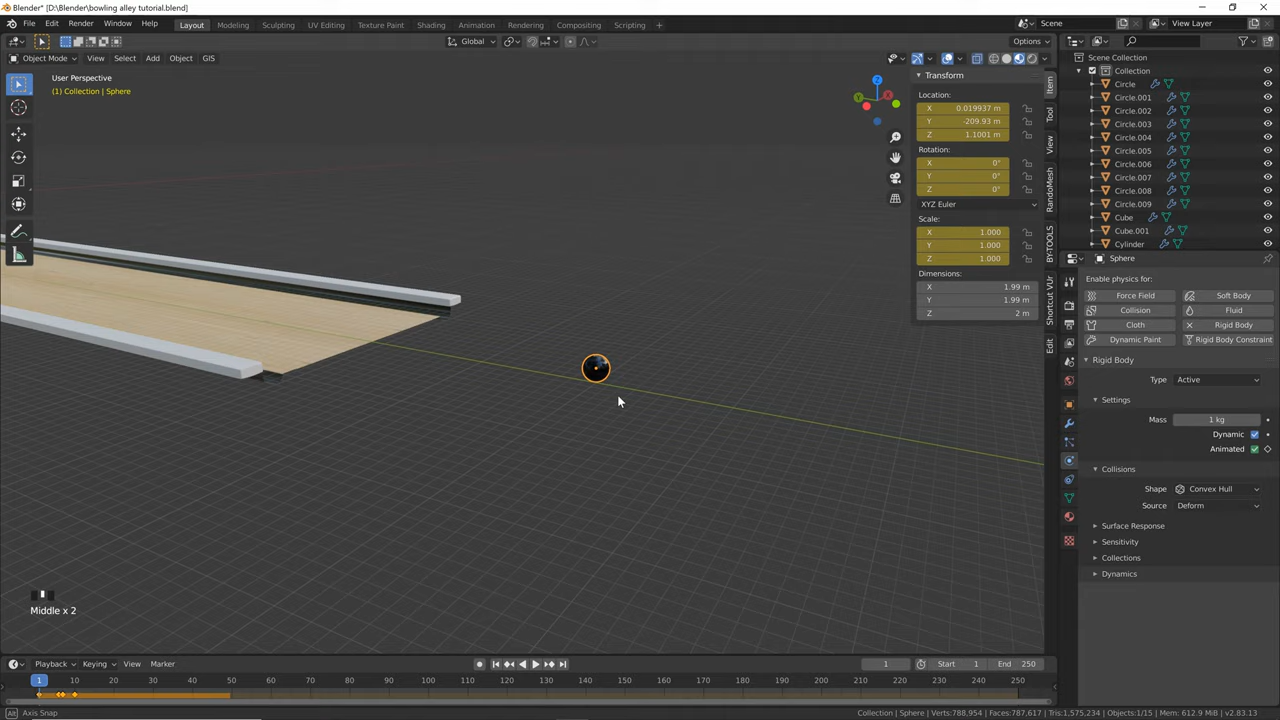 Blender* [D:\Blender\bowling alley tutorial.blend]
File Edit Render Window Help Layout Modeling Sculpting UV Editing Texture Paint Shading Animation Rendering Compositing Scripting + Scene View Layer
Global Options
Object Mode View Select Add Object GIS
User Perspective
(1) Collection | Sphere
Transform
Location:
X 0.019937 m
Y -209.93 m
Z 1.1001 m
Rotation:
X 0°
Y 0°
Z 0°
XYZ Euler
Scale:
X 1.000
Y 1.000
Z 1.000
Dimensions:
X 1.99 m
Y 1.99 m
Z 2 m
Item
Tool
View
RandoMesh
BY-TOOLS
Shortcut VUr
Edit
Z
Y
X
Scene Collection
Collection
Circle
Circle.001
Circle.002
Circle.003
Circle.004
Circle.005
Circle.006
Circle.007
Circle.008
Circle.009
Cube
Cube.001
Cylinder
Sphere
Enable physics for:
Force Field Soft Body
Collision Fluid
Cloth Rigid Body
Dynamic Paint Rigid Body Constraint
Rigid Body
Type Active
Settings
Mass 1 kg
Dynamic
Animated
Collisions
Shape Convex Hull
Source Deform
Surface Response
Sensitivity
Collections
Dynamics
Middle x 2
Playback Keying View Marker 1 Start 1 End 250
1 10 20 30 40 50 60 70 80 90 100 110 120 130 140 150 160 170 180 190 200 210 220 230 240 250
Axis Snap Collection | Sphere | Verts:788,954 | Faces:787,617 | Tris:1,575,234 | Objects:1/15 | Mem: 612.9 MiB | v2.83.13